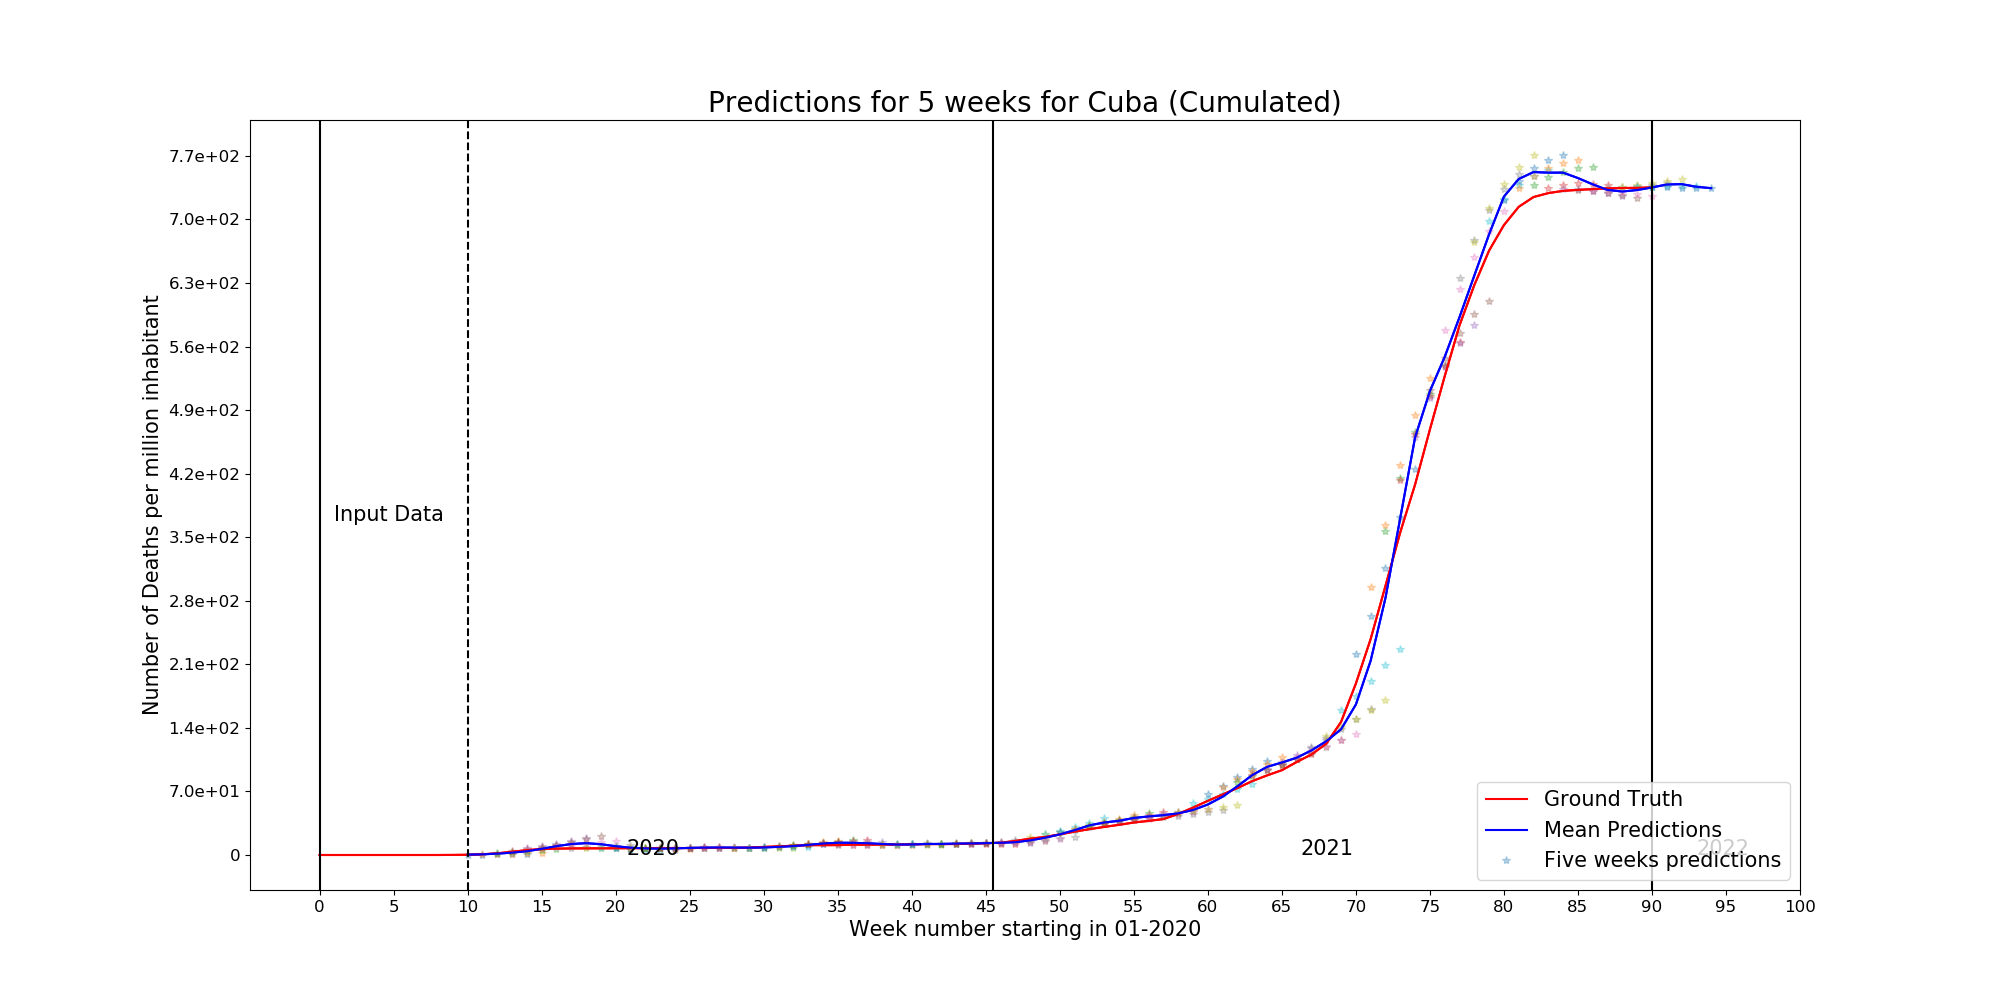 Predictions for 5 weeks for Cuba (Cumulated)
Number of Deaths per million inhabitant
7.7e+02
7.0e+02
6.3e+02
5.6e+02
4.9e+02
4.2e+02
3.5e+02
2.8e+02
2.1e+02
1.4e+02
7.0e+01
0
Input Data
2020
2021
2022
Ground Truth
Mean Predictions
Five weeks predictions
0 5 10 15 20 25 30 35 40 45 50 55 60 65 70 75 80 85 90 95 100
Week number starting in 01-2020